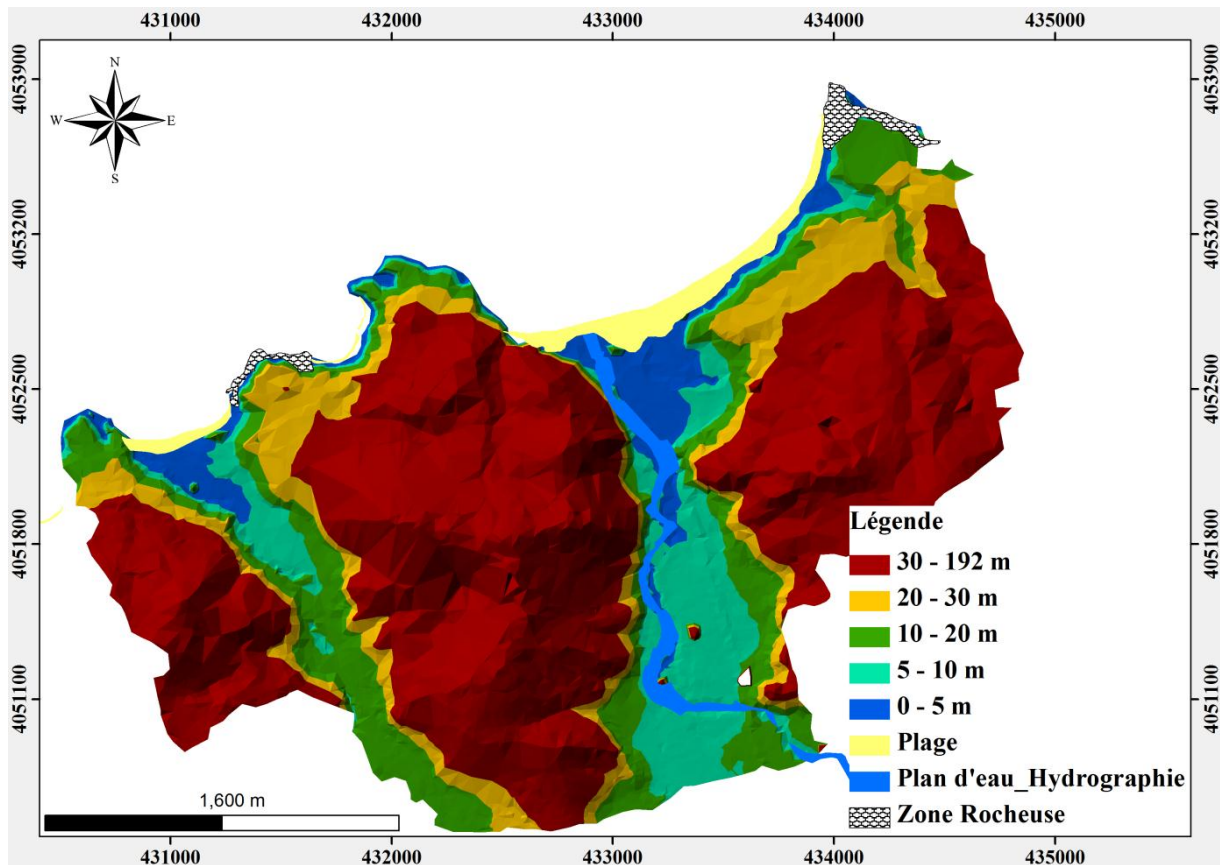 431000 432000 433000 434000 435000
4053900 4053900
N
W E
S
4053200 4053200
4052500 4052500
4051800 4051800
Légende
30 - 192 m
20 - 30 m
10 - 20 m
5 - 10 m
0 - 5 m
Plage
Plan d'eau_Hydrographie
Zone Rocheuse
4051100 4051100
1,600 m
431000 432000 433000 434000 435000